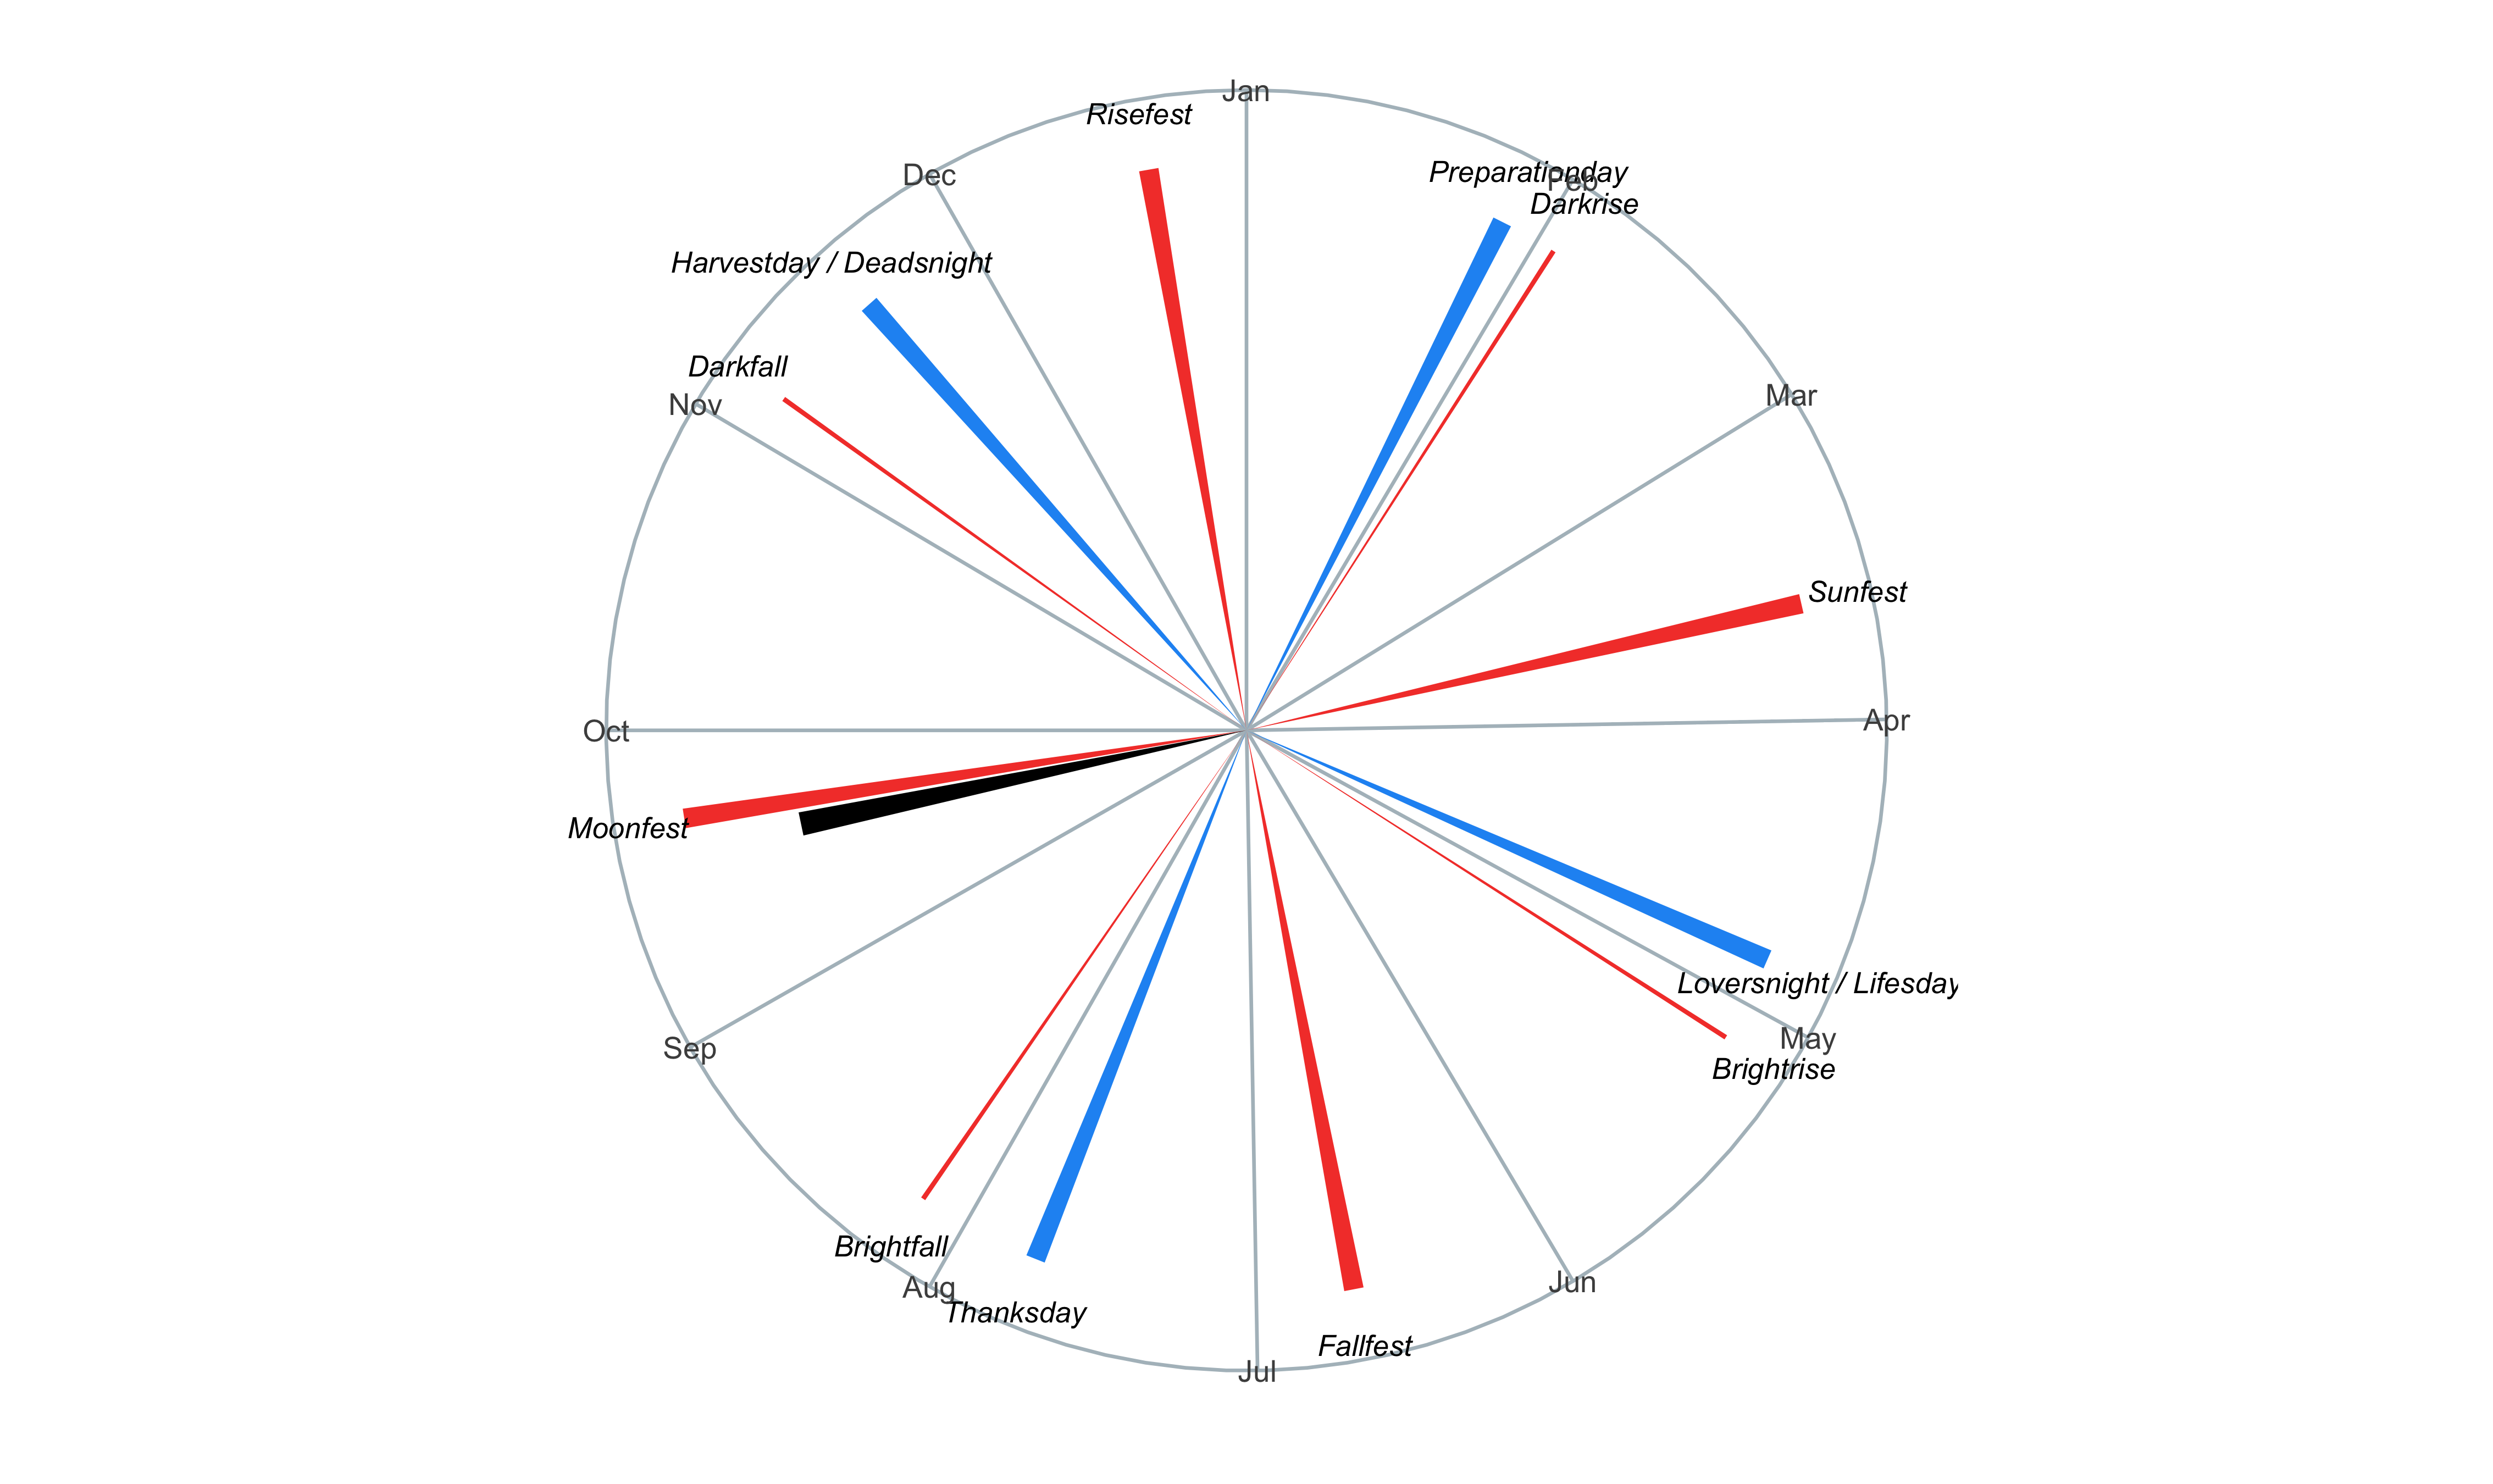 Jan
Risefest
Dec
Preparationday
Feb
Darkrise
Harvestday / Deadsnight
Darkfall
Nov
Mar
Sunfest
Oct
Apr
Moonfest
Loversnight / Lifesday
May
Sep
Brightrise
Brightfall
Aug
Jun
Thanksday
Fallfest
Jul